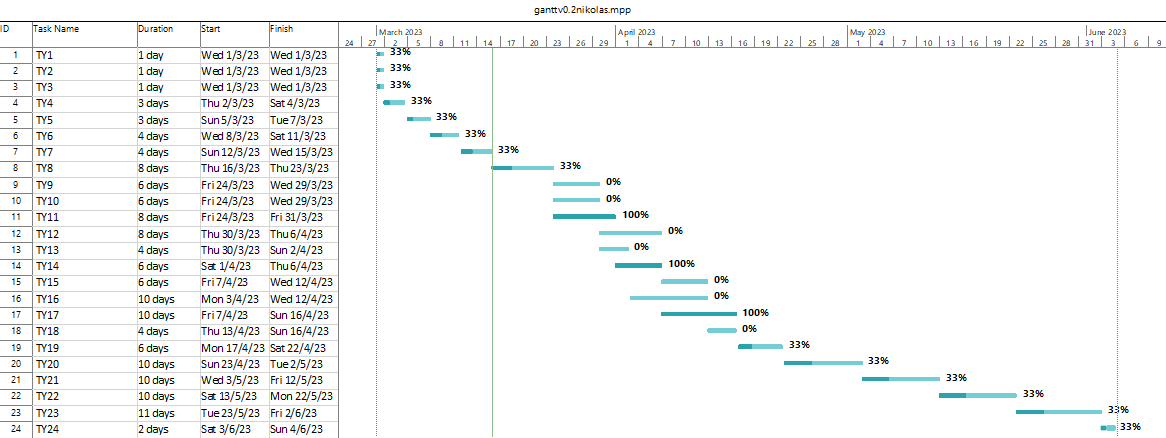 ganttv0.2nikolas.mpp
ID Task Name Duration Start Finish March 2023 April 2023 May 2023 June 2023
24 27 2 5 8 11 14 17 20 23 26 29 1 4 7 10 13 16 19 22 25 28 1 4 7 10 13 16 19 22 25 28 31 3 6 9
1 TY1 1 day Wed 1/3/23 Wed 1/3/23 33%
2 TY2 1 day Wed 1/3/23 Wed 1/3/23 33%
3 TY3 1 day Wed 1/3/23 Wed 1/3/23 33%
4 TY4 3 days Thu 2/3/23 Sat 4/3/23 33%
5 TY5 3 days Sun 5/3/23 Tue 7/3/23 33%
6 TY6 4 days Wed 8/3/23 Sat 11/3/23 33%
7 TY7 4 days Sun 12/3/23 Wed 15/3/23 33%
8 TY8 8 days Thu 16/3/23 Thu 23/3/23 33%
9 TY9 6 days Fri 24/3/23 Wed 29/3/23 0%
10 TY10 6 days Fri 24/3/23 Wed 29/3/23 0%
11 TY11 8 days Fri 24/3/23 Fri 31/3/23 100%
12 TY12 8 days Thu 30/3/23 Thu 6/4/23 0%
13 TY13 4 days Thu 30/3/23 Sun 2/4/23 0%
14 TY14 6 days Sat 1/4/23 Thu 6/4/23 100%
15 TY15 6 days Fri 7/4/23 Wed 12/4/23 0%
16 TY16 10 days Mon 3/4/23 Wed 12/4/23 0%
17 TY17 10 days Fri 7/4/23 Sun 16/4/23 100%
18 TY18 4 days Thu 13/4/23 Sun 16/4/23 0%
19 TY19 6 days Mon 17/4/23 Sat 22/4/23 33%
20 TY20 10 days Sun 23/4/23 Tue 2/5/23 33%
21 TY21 10 days Wed 3/5/23 Fri 12/5/23 33%
22 TY22 10 days Sat 13/5/23 Mon 22/5/23 33%
23 TY23 11 days Tue 23/5/23 Fri 2/6/23 33%
24 TY24 2 days Sat 3/6/23 Sun 4/6/23 33%